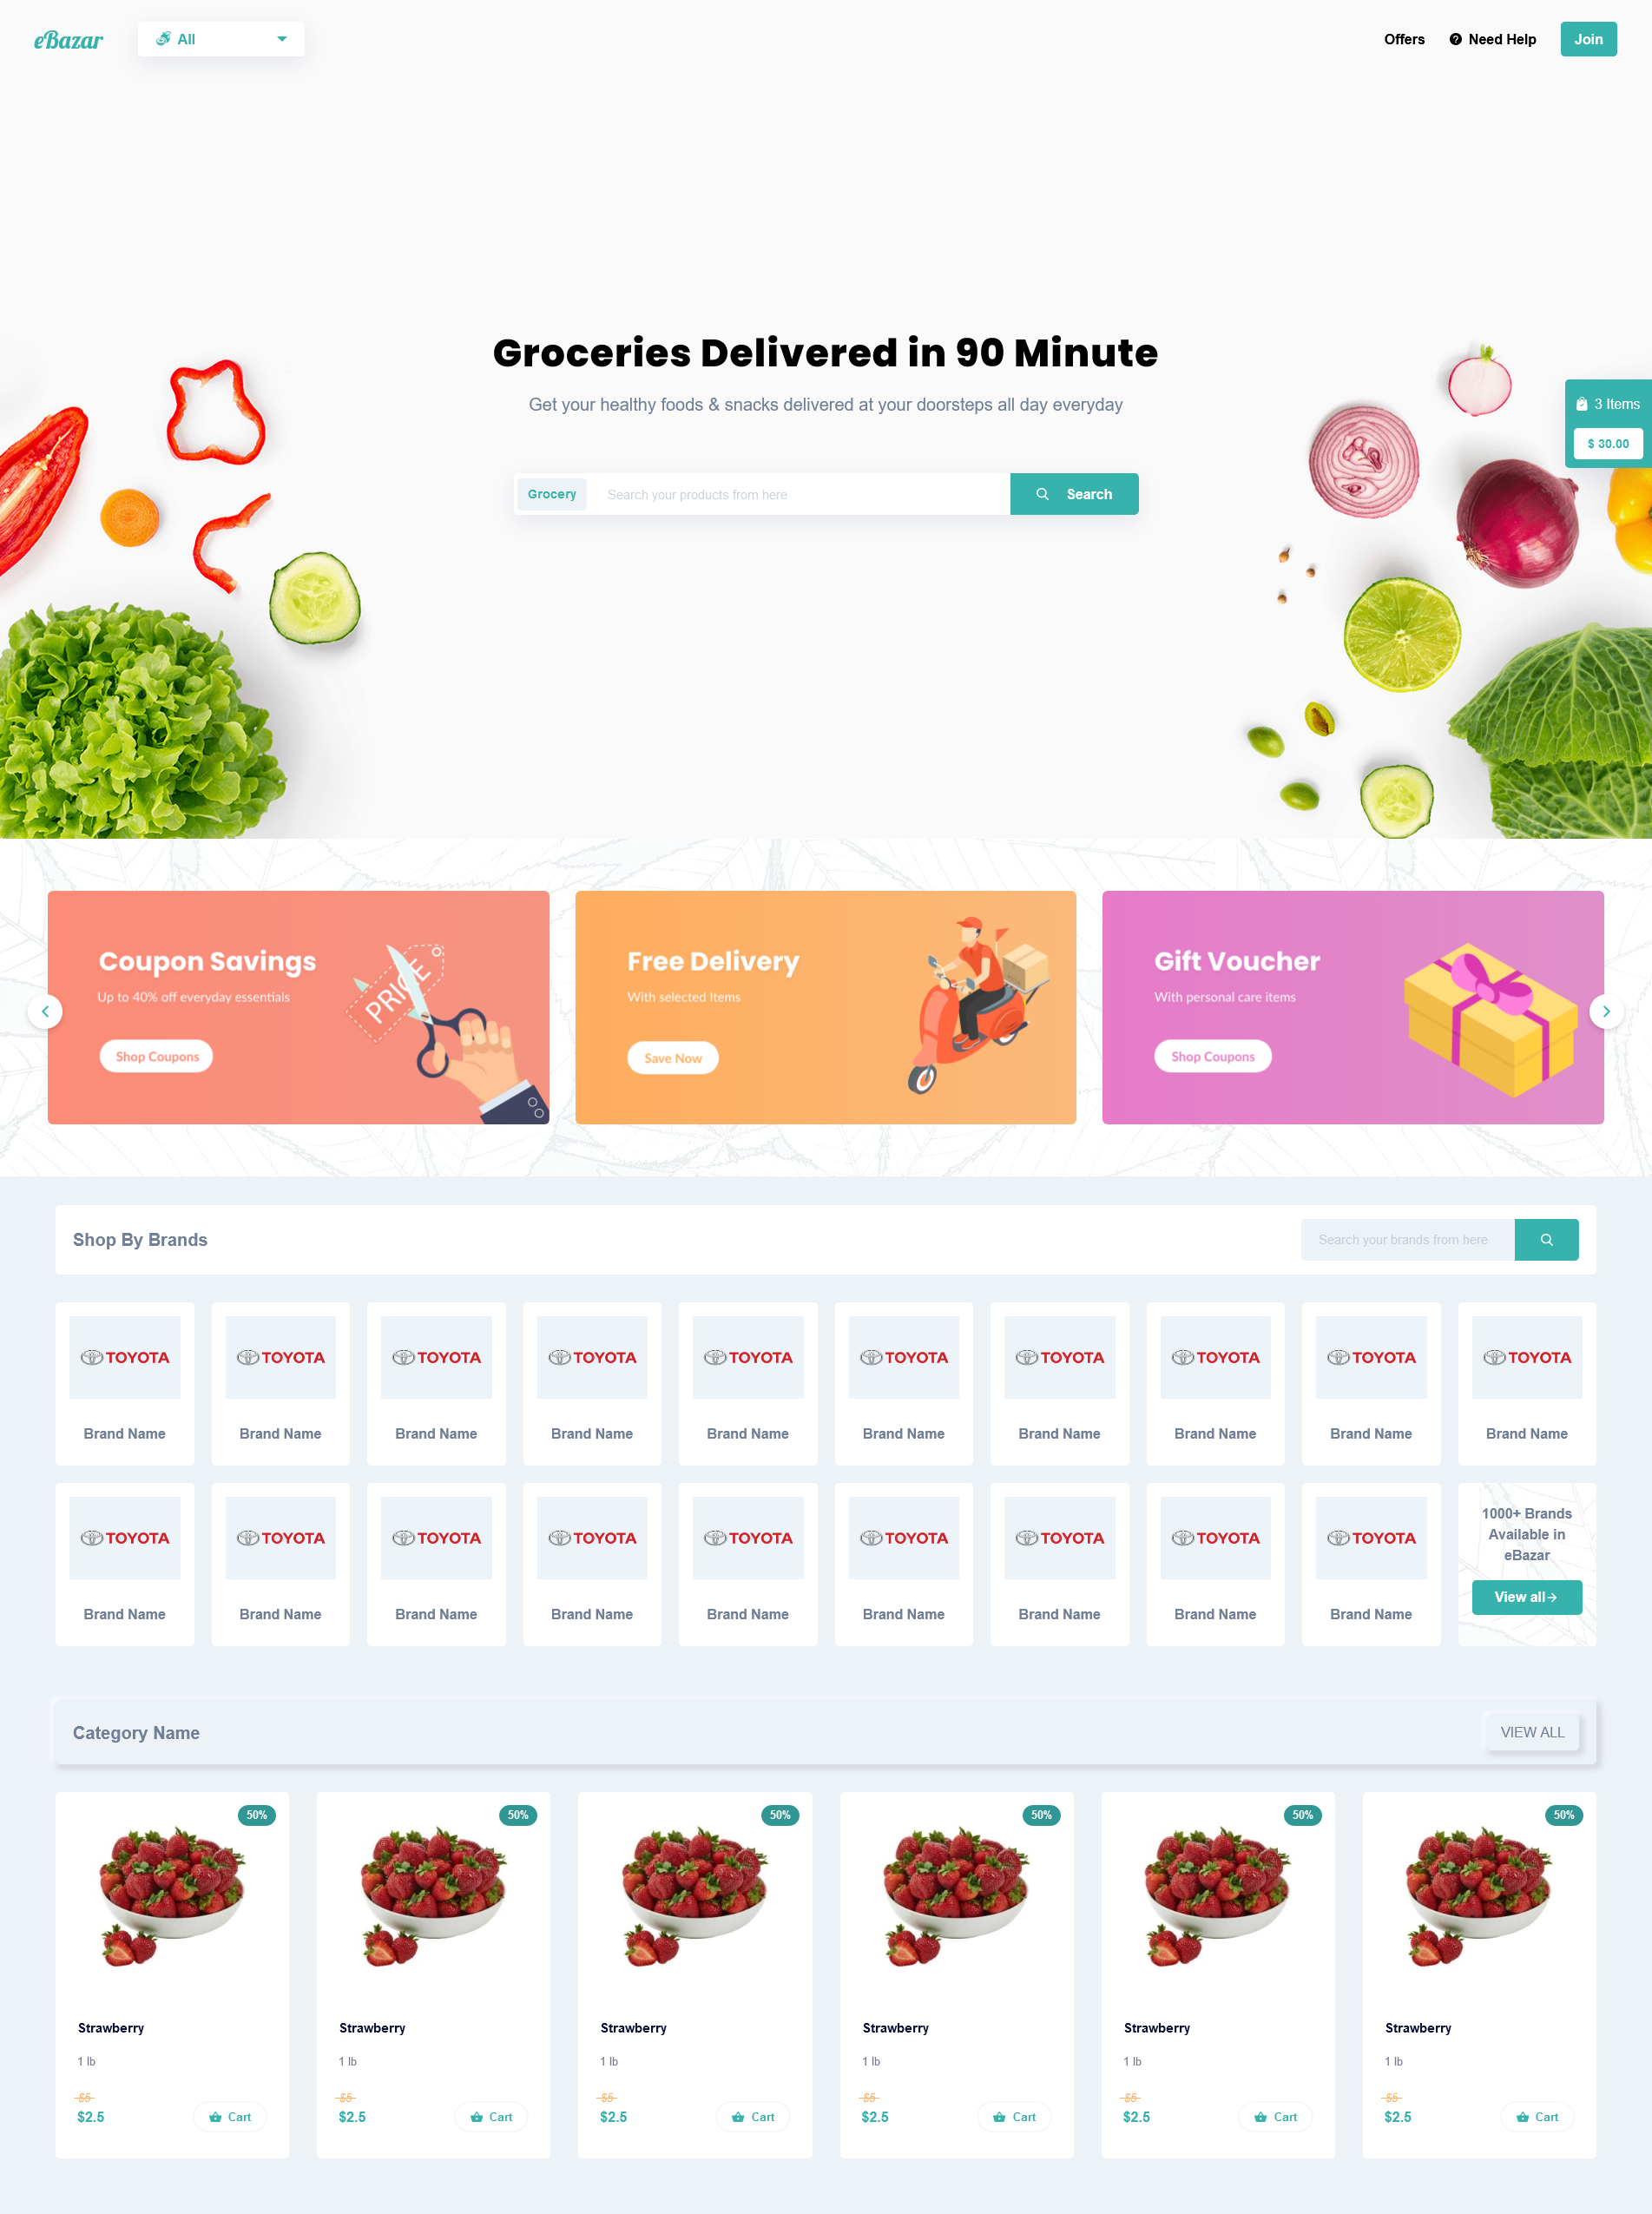 eBazar
All
Offers
Need Help
Join
Groceries Delivered in 90 Minute
Get your healthy foods & snacks delivered at your doorsteps all day everyday
3 Items
$ 30.00
Grocery
Search your products from here
Search
Coupon Savings
Up to 40% off everyday essentials
Shop Coupons
PRICE
Free Delivery
With selected Items
Save Now
Gift Voucher
With personal care items
Shop Coupons
Shop By Brands
Search your brands from here
TOYOTA TOYOTA TOYOTA TOYOTA TOYOTA TOYOTA TOYOTA TOYOTA TOYOTA TOYOTA
Brand Name Brand Name Brand Name Brand Name Brand Name Brand Name Brand Name Brand Name Brand Name Brand Name
TOYOTA TOYOTA TOYOTA TOYOTA TOYOTA TOYOTA TOYOTA TOYOTA TOYOTA
Brand Name Brand Name Brand Name Brand Name Brand Name Brand Name Brand Name Brand Name Brand Name
1000+ Brands
Available in
eBazar
View all
Category Name
VIEW ALL
50% 50% 50% 50% 50% 50%
Strawberry Strawberry Strawberry Strawberry Strawberry Strawberry
1 lb 1 lb 1 lb 1 lb 1 lb 1 lb
$5 $5 $5 $5 $5 $5
$2.5 Cart $2.5 Cart $2.5 Cart $2.5 Cart $2.5 Cart $2.5 Cart